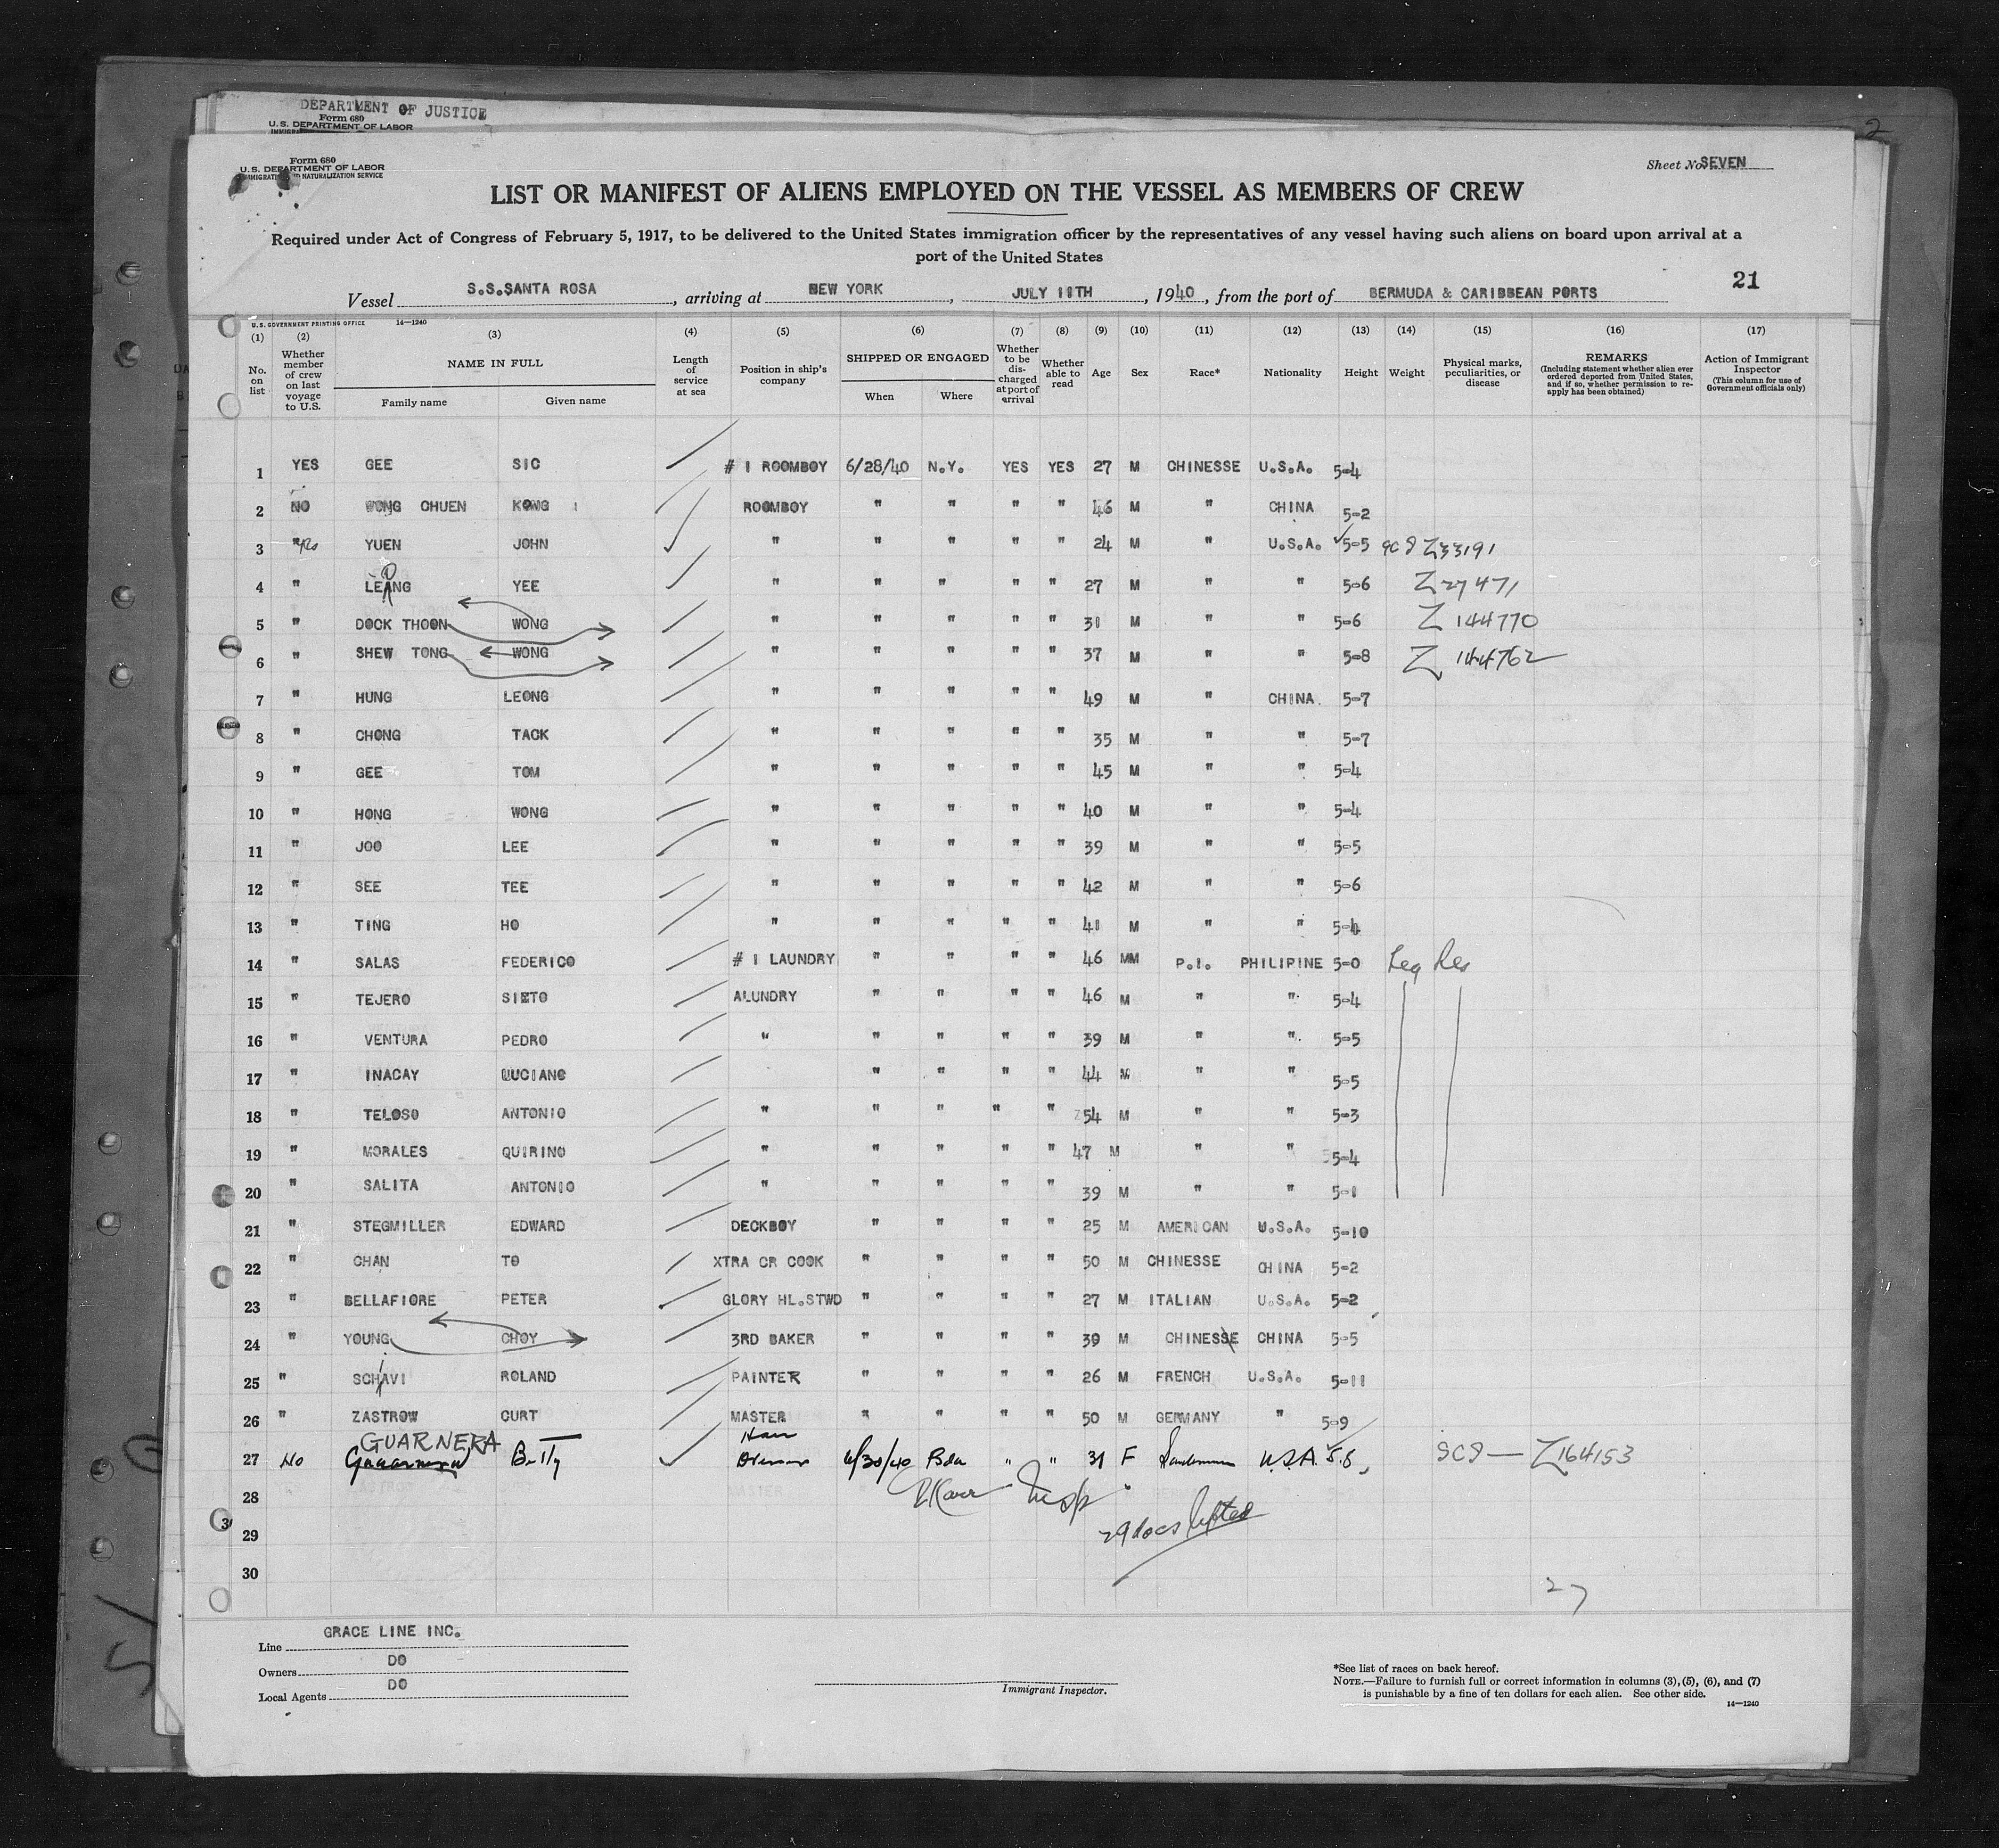 DEPARTMENT OF JUSTICE
Form 680
U.S. DEPARTMENT OF LABOR
2
Form 680
U.S. DEPARTMENT OF LABOR
IMMIGRATION AND NATURALIZATION SERVICE
Sheet No. SEVEN
LIST OR MANIFEST OF ALIENS EMPLOYED ON THE VESSEL AS MEMBERS OF CREW
Required under Act of Congress of February 5, 1917, to be delivered to the United States immigration officer by the representatives of any vessel having such aliens on board upon arrival at a
port of the United States
21
Vessel S.S.SANTA ROSA, arriving at NEW YORK, JULY 11TH, 1940, from the port of BERMUDA & CARIBBEAN PORTS
U.S. GOVERNMENT PRINTING OFFICE 14—1240
(1) (2) (3) (4) (5) (6) (7) (8) (9) (10) (11) (12) (13) (14) (15) (16) (17)
No. on list
Whether member of crew on last voyage to U.S.
NAME IN FULL
Family name Given name
Length of service at sea
Position in ship's company
SHIPPED OR ENGAGED
When Where
Whether to be discharged at port of arrival
Whether able to read
Age
Sex
Race*
Nationality
Height
Weight
Physical marks, peculiarities, or disease
REMARKS
(Including statement whether alien ever ordered deported from United States, and if so, whether permission to reapply has been obtained)
Action of Immigrant Inspector
(This column for use of Government officials only)
1 YES GEE SIC # 1 ROOMBOY 6/28/40 N.Y. YES YES 27 M CHINESSE U.S.A. 5-4
2 NO WONG CHUEN KONG ROOMBOY " " " " 46 M " CHINA 5-2
3 " Yes YUEN JOHN " " " " " 24 M " U.S.A. 5-5 Z33191
4 " LEANG YEE " " " " " 27 M " " 5-6 Z27471
5 " DOCK THOON WONG " " " " " 31 M " " 5-6 Z 144770
6 " SHEW TONG WONG " " " " " 37 M " " 5-8 Z 144762
7 " HUNG LEONG " " " " " 49 M " CHINA. 5-7
8 " CHONG TACK " " " " " 35 M " " 5-7
9 " GEE TOM " " " " " 45 M " " 5-4
10 " HONG WONG " " " " " 40 M " " 5-4
11 " JOO LEE " " " " " 39 M " " 5-5
12 " SEE TEE " " " " " 42 M " " 5-6
13 " TING HO " " " " " 41 M " " 5-4
14 " SALAS FEDERICO # 1 LAUNDRY " " " " 46 MM P.I. PHILIPINE 5-0 Leg Res
15 " TEJERO SIXTO ALUNDRY " " " " 46 M " " 5-4
16 " VENTURA PEDRO " " " " " 39 M " " 5-5
17 " INACAY LUCIANO " " " " 44 M " " 5-5
18 " TELOSO ANTONIO " " " " " 54 M " " 5-3
19 " MORALES QUIRINO " " " " " 47 M " " 5-4
20 " SALITA ANTONIO " " " " " 39 M " " 5-1
21 " STEGMILLER EDWARD DECKBOY " " " " 25 M AMERICAN U.S.A. 5-10
22 " CHAN TO XTRA CR COOK " " " " 50 M CHINESSE CHINA 5-2
23 " BELLAFIORE PETER GLORY HL.STWD " " " " 27 M ITALIAN U.S.A. 5-2
24 " YOUNG CHOY 3RD BAKER " " " " 39 M CHINESSE CHINA 5-5
25 " SCHAVI ROLAND PAINTER " " " " 26 M FRENCH U.S.A. 5-11
26 " ZASTROW CURT MASTER " " " " 50 M GERMANY " 5-9
GUARNERA
27 No Betty Hair Dresser 6/30/40 Bda " " 31 F U.S.A. 5.5 SCS — Z164153
28
29 29 docs lifted
30
27
Line GRACE LINE INC.
Owners DO
Local Agents DO
Immigrant Inspector.
*See list of races on back hereof.
NOTE.—Failure to furnish full or correct information in columns (3), (5), (6), and (7)
is punishable by a fine of ten dollars for each alien. See other side.
14—1240